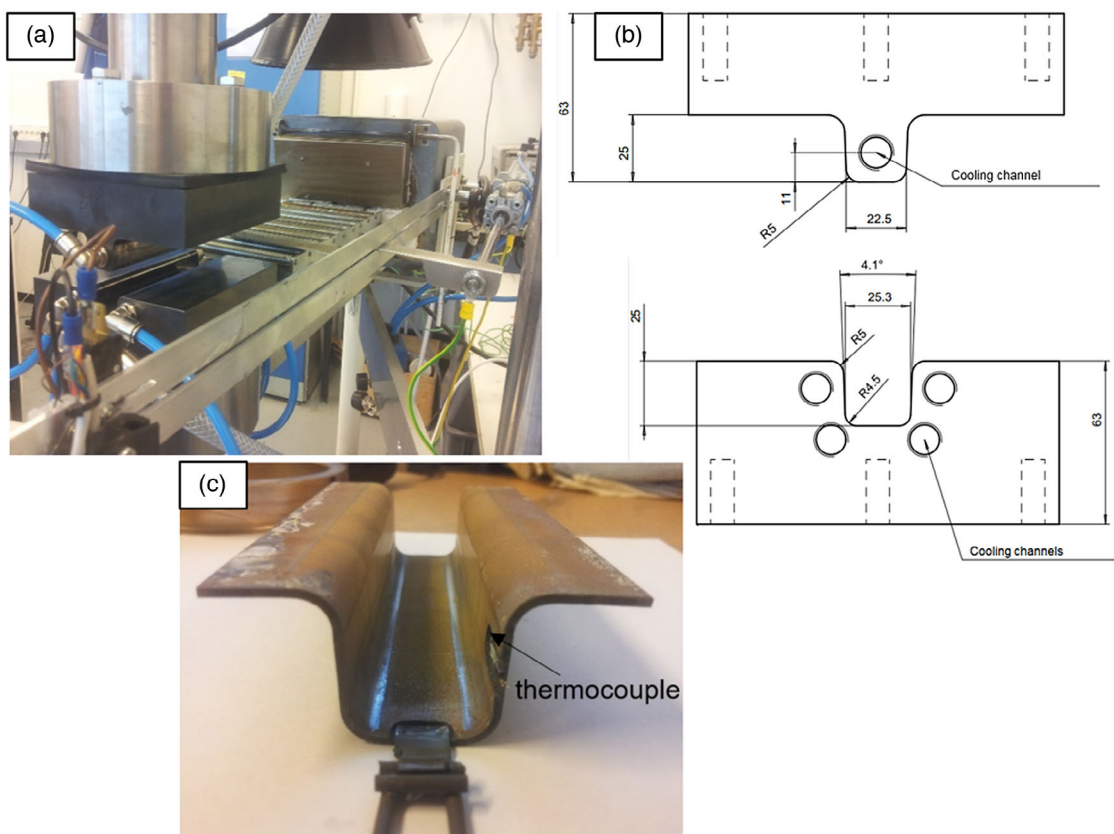 (a)
(b)
63
25
11
R5
22.5
Cooling channel
4.1°
25.3
25
R5
R4.5
63
Cooling channels
(c)
thermocouple